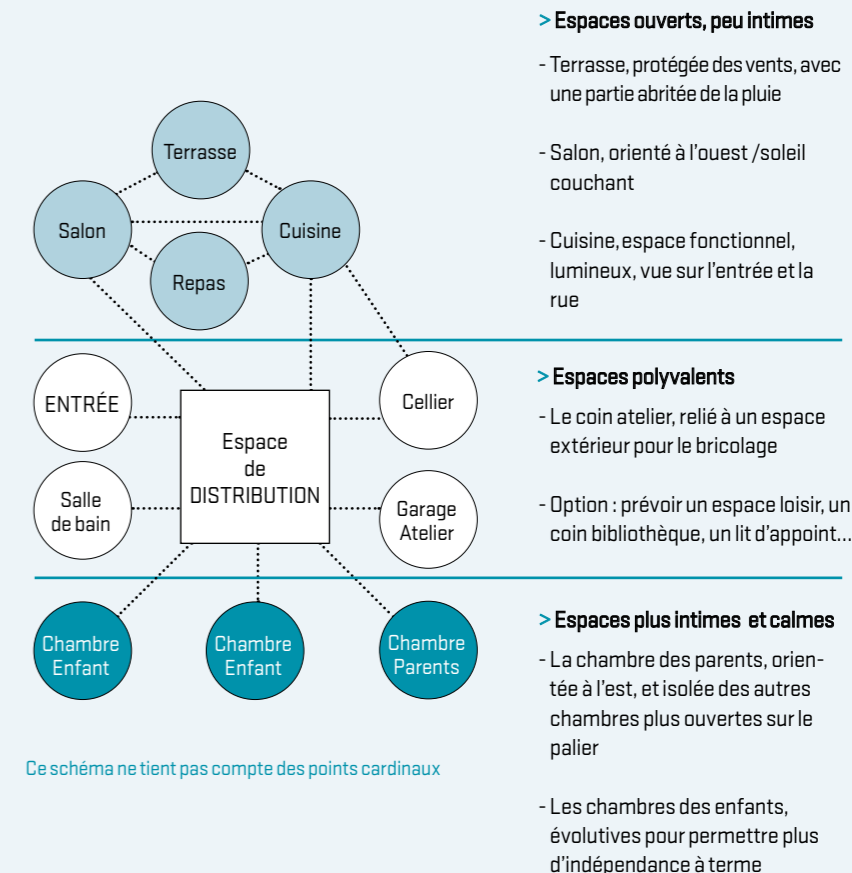 Terrasse
Salon
Cuisine
Repas
ENTRÉE
Cellier
Espace
de
DISTRIBUTION
Salle
de bain
Garage
Atelier
Chambre
Enfant
Chambre
Enfant
Chambre
Parents
Ce schéma ne tient pas compte des points cardinaux
> Espaces ouverts, peu intimes
- Terrasse, protégée des vents, avec
une partie abritée de la pluie
- Salon, orienté à l'ouest /soleil
couchant
- Cuisine, espace fonctionnel,
lumineux, vue sur l'entrée et la
rue
> Espaces polyvalents
- Le coin atelier, relié à un espace
extérieur pour le bricolage
- Option : prévoir un espace loisir, un
coin bibliothèque, un lit d'appoint...
> Espaces plus intimes et calmes
- La chambre des parents, orien-
tée à l'est, et isolée des autres
chambres plus ouvertes sur le
palier
- Les chambres des enfants,
évolutives pour permettre plus
d'indépendance à terme